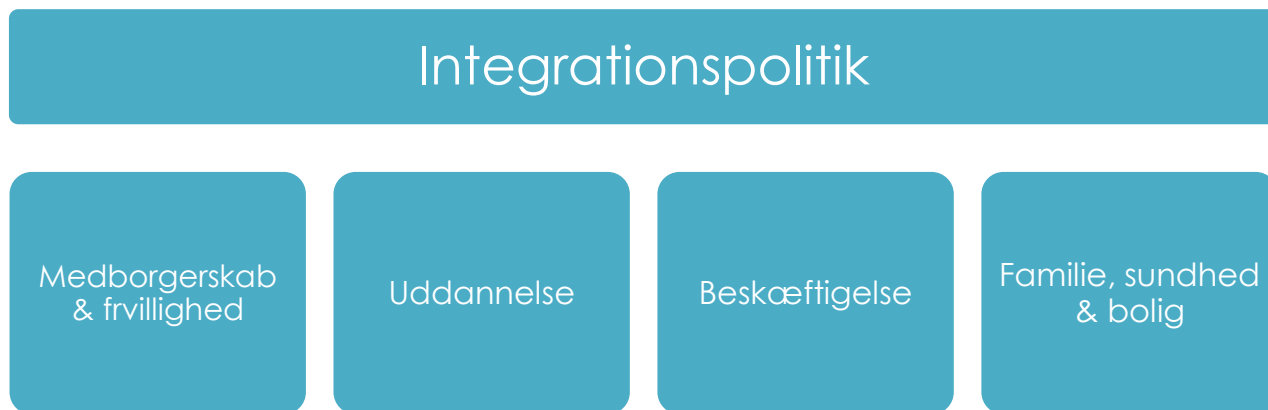 Integrationspolitik
Medborgerskab
& frvillighed
Uddannelse
Beskæftigelse
Familie, sundhed
& bolig